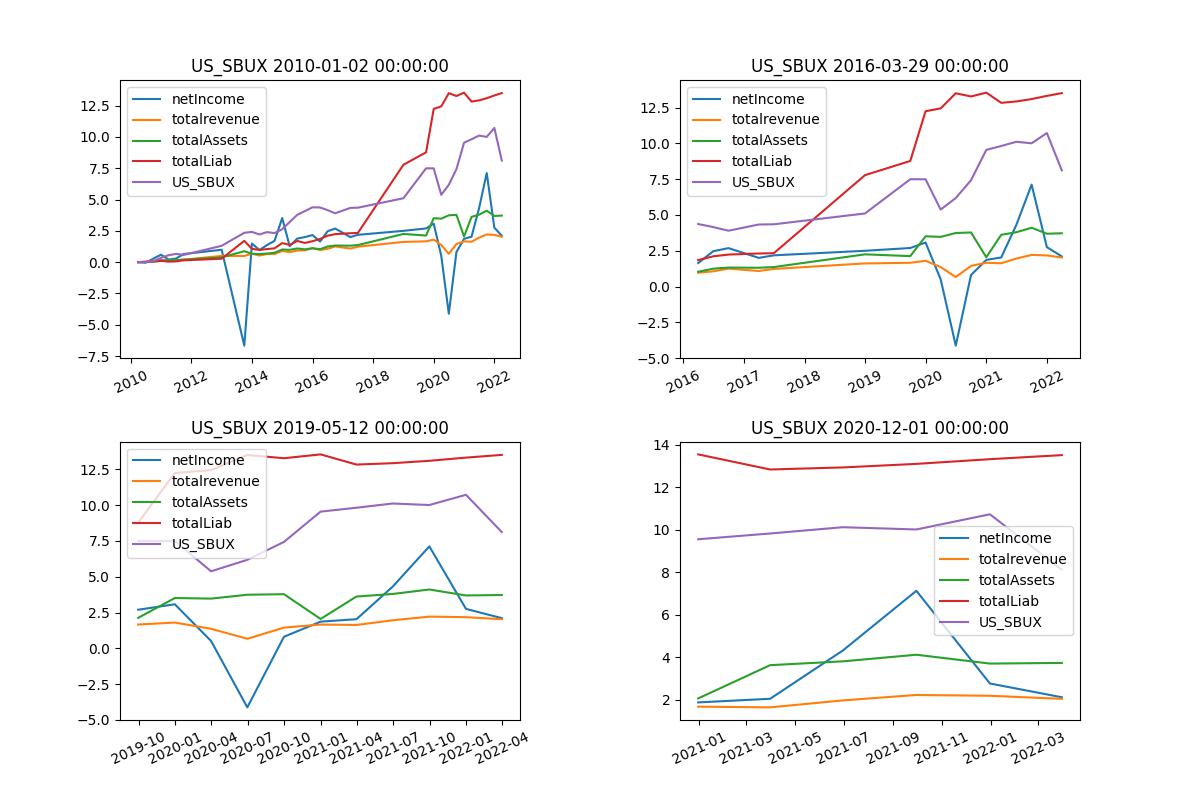 US_SBUX 2010-01-02 00:00:00
netIncome
totalrevenue
totalAssets
totalLiab
US_SBUX
12.5
10.0
7.5
5.0
2.5
0.0
−2.5
−5.0
−7.5
2010 2012 2014 2016 2018 2020 2022
US_SBUX 2016-03-29 00:00:00
netIncome
totalrevenue
totalAssets
totalLiab
US_SBUX
12.5
10.0
7.5
5.0
2.5
0.0
−2.5
−5.0
2016 2017 2018 2019 2020 2021 2022
US_SBUX 2019-05-12 00:00:00
netIncome
totalrevenue
totalAssets
totalLiab
US_SBUX
12.5
10.0
7.5
5.0
2.5
0.0
−2.5
−5.0
2019-10 2020-01 2020-04 2020-07 2020-10 2021-01 2021-04 2021-07 2021-10 2022-01 2022-04
US_SBUX 2020-12-01 00:00:00
netIncome
totalrevenue
totalAssets
totalLiab
US_SBUX
14
12
10
8
6
4
2
2021-01 2021-03 2021-05 2021-07 2021-09 2021-11 2022-01 2022-03